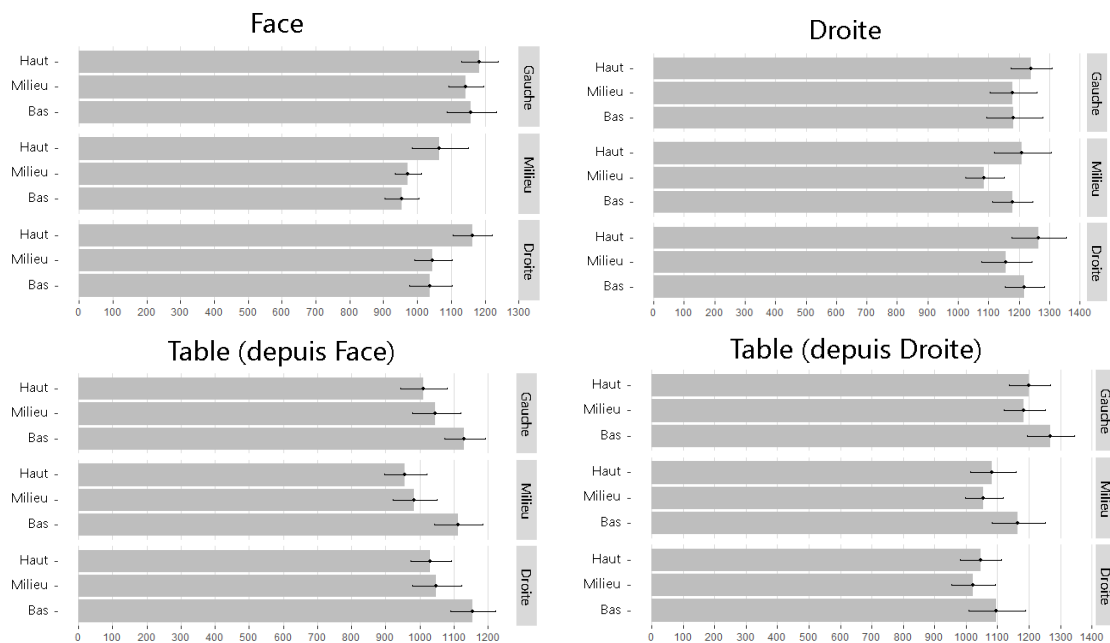 Face
Haut -
Milieu -
Bas -
Gauche
Haut -
Milieu -
Bas -
Milieu
Haut -
Milieu -
Bas -
Droite
0 100 200 300 400 500 600 700 800 900 1000 1100 1200 1300
Droite
Haut -
Milieu -
Bas -
Gauche
Haut -
Milieu -
Bas -
Milieu
Haut -
Milieu -
Bas -
Droite
0 100 200 300 400 500 600 700 800 900 1000 1100 1200 1300 1400
Table (depuis Face)
Haut -
Milieu -
Bas -
Gauche
Haut -
Milieu -
Bas -
Milieu
Haut -
Milieu -
Bas -
Droite
0 100 200 300 400 500 600 700 800 900 1000 1100 1200
Table (depuis Droite)
Haut -
Milieu -
Bas -
Gauche
Haut -
Milieu -
Bas -
Milieu
Haut -
Milieu -
Bas -
Droite
0 100 200 300 400 500 600 700 800 900 1000 1100 1200 1300 1400